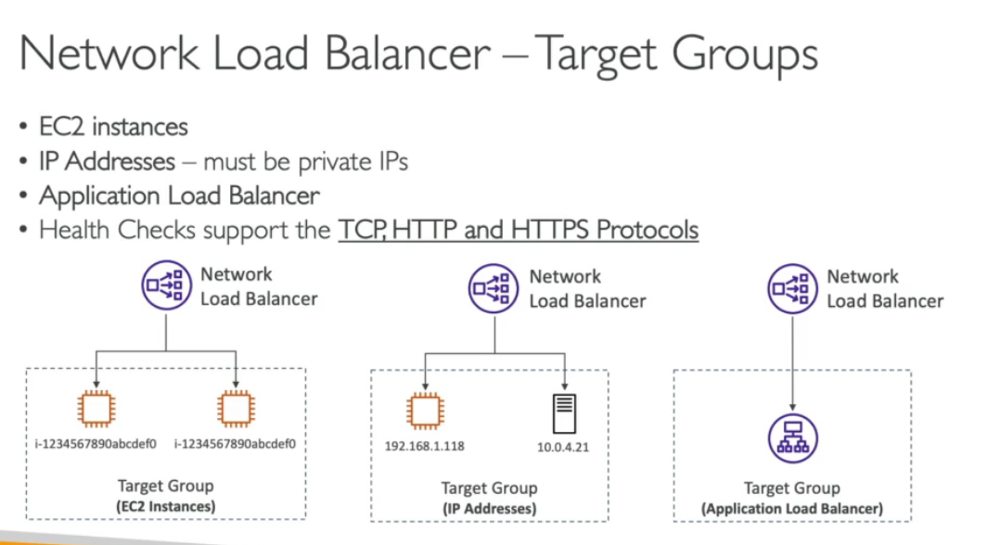 Network Load Balancer – Target Groups
• EC2 instances
• IP Addresses – must be private IPs
• Application Load Balancer
• Health Checks support the TCP, HTTP and HTTPS Protocols
Network
Load Balancer
Network
Load Balancer
Network
Load Balancer
i-1234567890abcdef0
i-1234567890abcdef0
192.168.1.118
10.0.4.21
Target Group
(EC2 Instances)
Target Group
(IP Addresses)
Target Group
(Application Load Balancer)